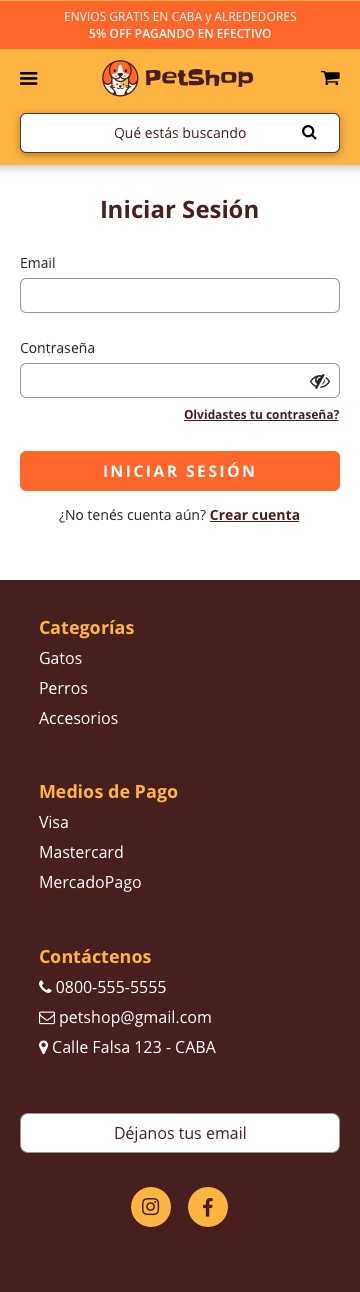 ENVIOS GRATIS EN CABA y ALREDEDORES
5% OFF PAGANDO EN EFECTIVO
PetShop
Qué estás buscando
Iniciar Sesión
Email
Contraseña
Olvidastes tu contraseña?
INICIAR SESIÓN
¿No tenés cuenta aún? Crear cuenta
Categorías
Gatos
Perros
Accesorios
Medios de Pago
Visa
Mastercard
MercadoPago
Contáctenos
0800-555-5555
petshop@gmail.com
Calle Falsa 123 - CABA
Déjanos tus email